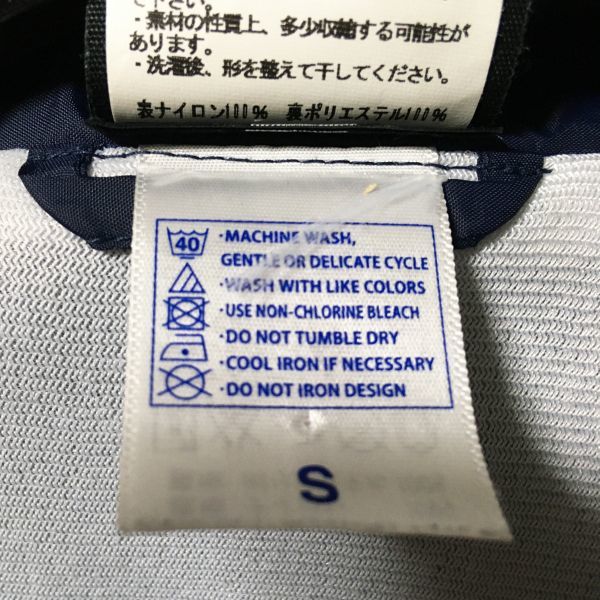 下さい。
・素材の性質上、多少収縮する可能性が
あります。
・洗濯後、形を整えて干してください。
表ナイロン100% 裏ポリエステル100%
40
·MACHINE WASH,
GENTLE OR DELICATE CYCLE
·WASH WITH LIKE COLORS
·USE NON-CHLORINE BLEACH
·DO NOT TUMBLE DRY
·COOL IRON IF NECESSARY
·DO NOT IRON DESIGN
S